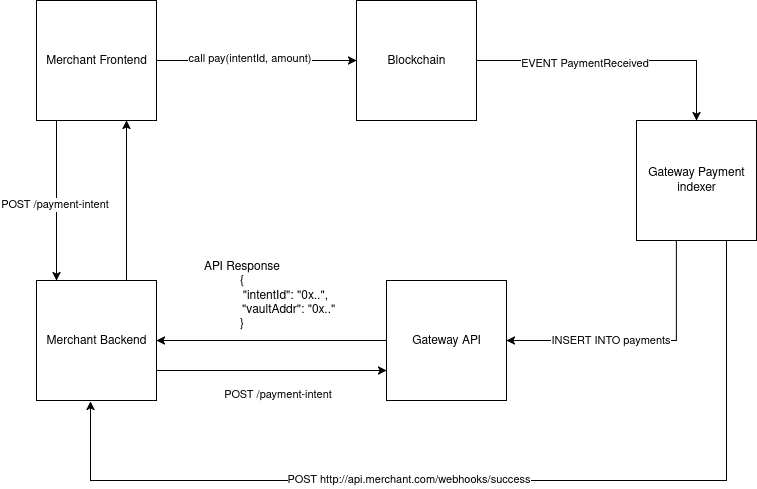 Merchant Frontend
call pay(intentId, amount)
Blockchain
EVENT PaymentReceived
Gateway Payment
indexer
POST /payment-intent
API Response
{
"intentId": "0x..",
"vaultAddr": "0x.."
}
Merchant Backend
Gateway API
INSERT INTO payments
POST /payment-intent
POST http://api.merchant.com/webhooks/success